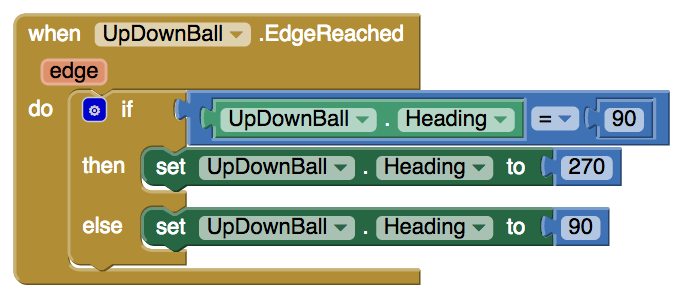 when UpDownBall .EdgeReached
edge
do if UpDownBall . Heading = 90
then set UpDownBall . Heading to 270
else set UpDownBall . Heading to 90